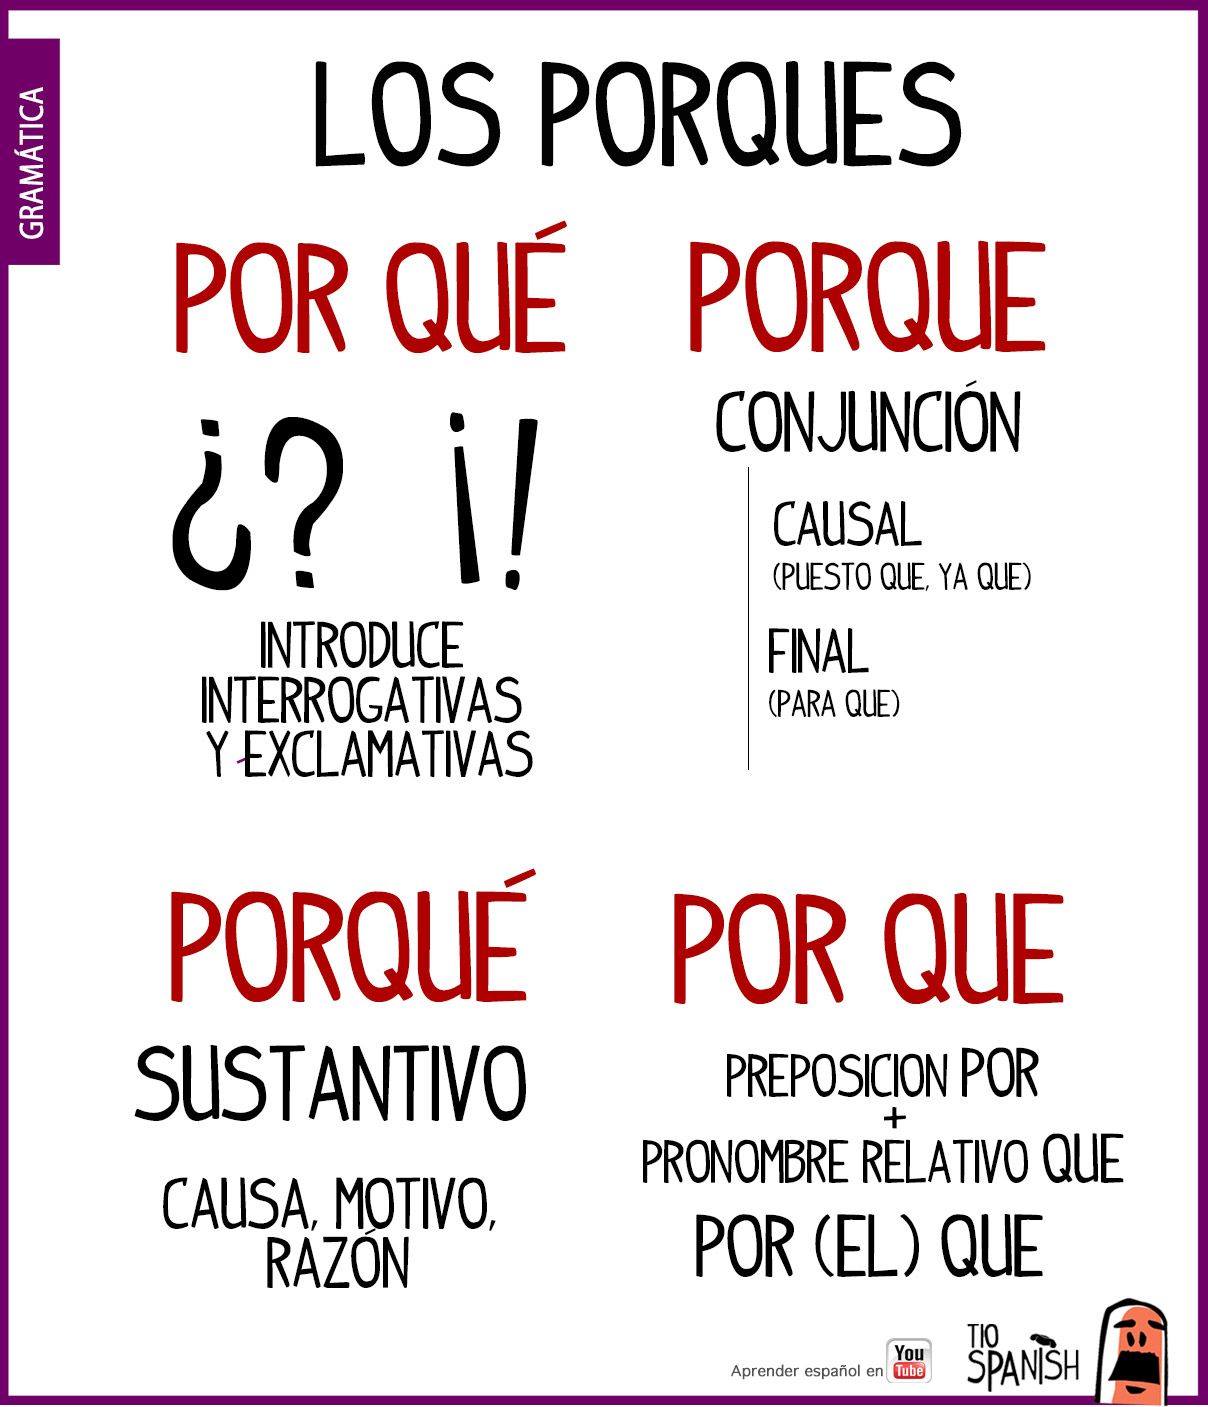 GRAMÁTICA
LOS PORQUES
POR QUÉ
¿? ¡!
INTRODUCE
INTERROGATIVAS
Y EXCLAMATIVAS
PORQUE
CONJUNCIÓN
CAUSAL
(PUESTO QUE, YA QUE)
FINAL
(PARA QUE)
PORQUÉ
SUSTANTIVO
CAUSA, MOTIVO,
RAZÓN
POR QUE
PREPOSICION POR
+
PRONOMBRE RELATIVO QUE
POR (EL) QUE
Aprender español en You
Tube
TIO
SPANISH